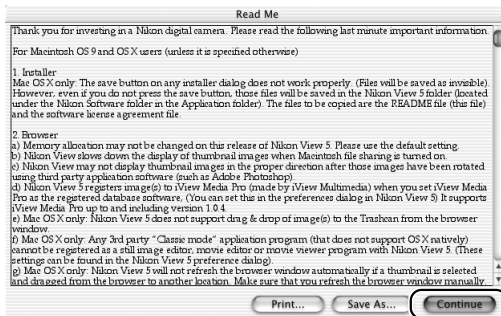 Read Me
Thank you for investing in a Nikon digital camera. Please read the following last minute important information.
For Macintosh OS 9 and OS X users (unless it is specified otherwise)
1. Installer
Mac OS X only: The save button on any installer dialog does not work properly. (Files will be saved as invisible).
However, even if you do not press the save button, those files will be saved in the Nikon View 5 folder (located
under the Nikon Software folder in the Application folder). The files to be copied are the README file (this file)
and the software license agreement file.
2. Browser
a) Memory allocation may not be changed on this release of Nikon View 5. Please use the default setting.
b) Nikon View slows down the display of thumbnail images when Macintosh file sharing is turned on.
c) Nikon View may not display thumbnail images in the proper direction after those images have been rotated
using third party application software (such as Adobe Photoshop).
d) Nikon View 5 registers image(s) to iView Media Pro (made by iView Multimedia) when you set iView Media
Pro as the registered database software, (You can set this in the preferences dialog in Nikon View 5) It supports
iView Media Pro up to and including version 1.0.4.
e) Mac OS X only: Nikon View 5 does not support drag & drop of image(s) to the Trashcan from the browser
window.
f) Mac OS X only: Any 3rd party "Classic mode" application program (that does not support OS X natively)
cannot be registered as a still image editor, movie editor or movie viewer program with Nikon View 5. (These
settings can be found in the Nikon View 5 preference dialog).
g) Mac OS X only: Nikon View 5 will not refresh the browser window automatically if a thumbnail is selected
and dragged from the browser to another location. Make sure that you refresh the browser window manually
Print... Save As... Continue